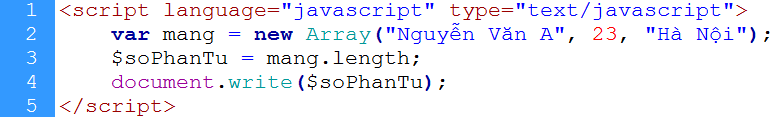 1 <script language="javascript" type="text/javascript">
2     var mang = new Array("Nguyễn Văn A", 23, "Hà Nội");
3     $soPhanTu = mang.length;
4     document.write($soPhanTu);
5 </script>